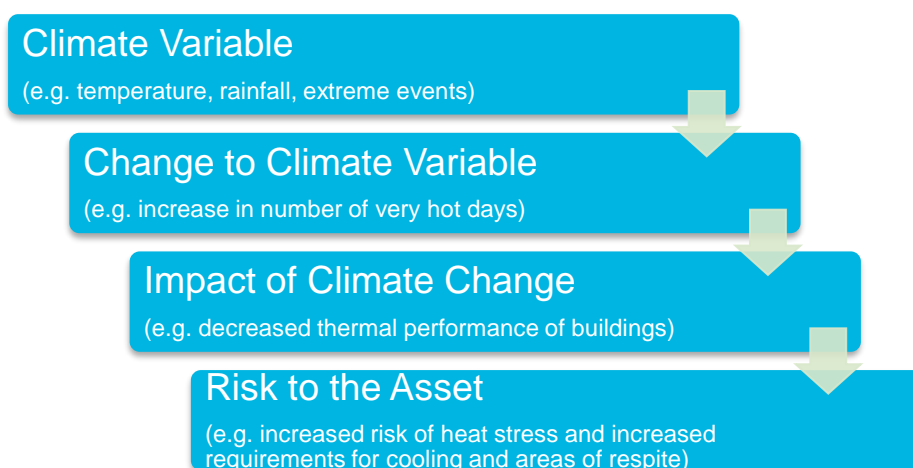 Climate Variable
(e.g. temperature, rainfall, extreme events)
Change to Climate Variable
(e.g. increase in number of very hot days)
Impact of Climate Change
(e.g. decreased thermal performance of buildings)
Risk to the Asset
(e.g. increased risk of heat stress and increased
requirements for cooling and areas of respite)